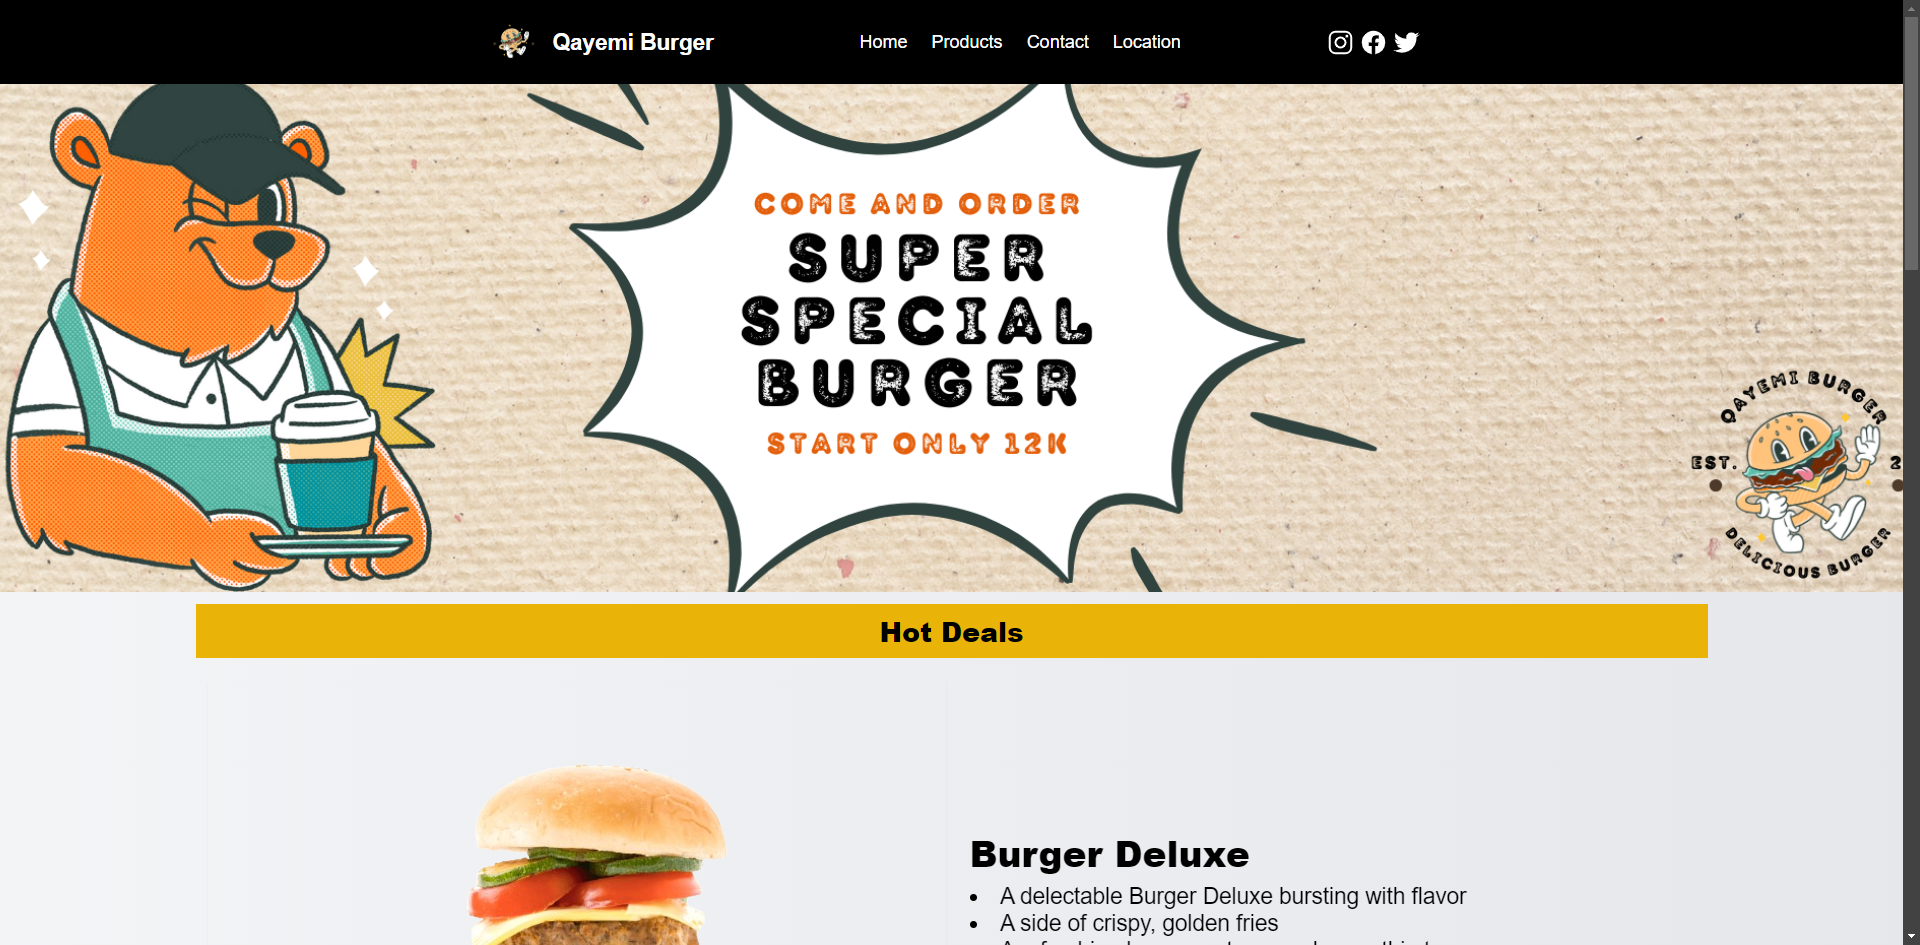 Qayemi Burger
Home Products Contact Location
COME AND ORDER
SUPER
SPECIAL
BURGER
START ONLY 12K
QAYEMI BURGER
EST.
2
DELICIOUS BURGER
Hot Deals
Burger Deluxe
A delectable Burger Deluxe bursting with flavor
A side of crispy, golden fries